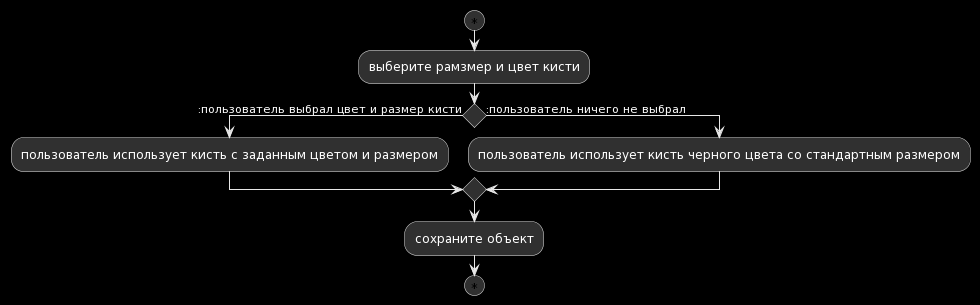 *
выберите рамзмер и цвет кисти
:пользователь выбрал цвет и размер кисти
:пользователь ничего не выбрал
пользователь использует кисть с заданным цветом и размером
пользователь использует кисть черного цвета со стандартным размером
сохраните объект
*